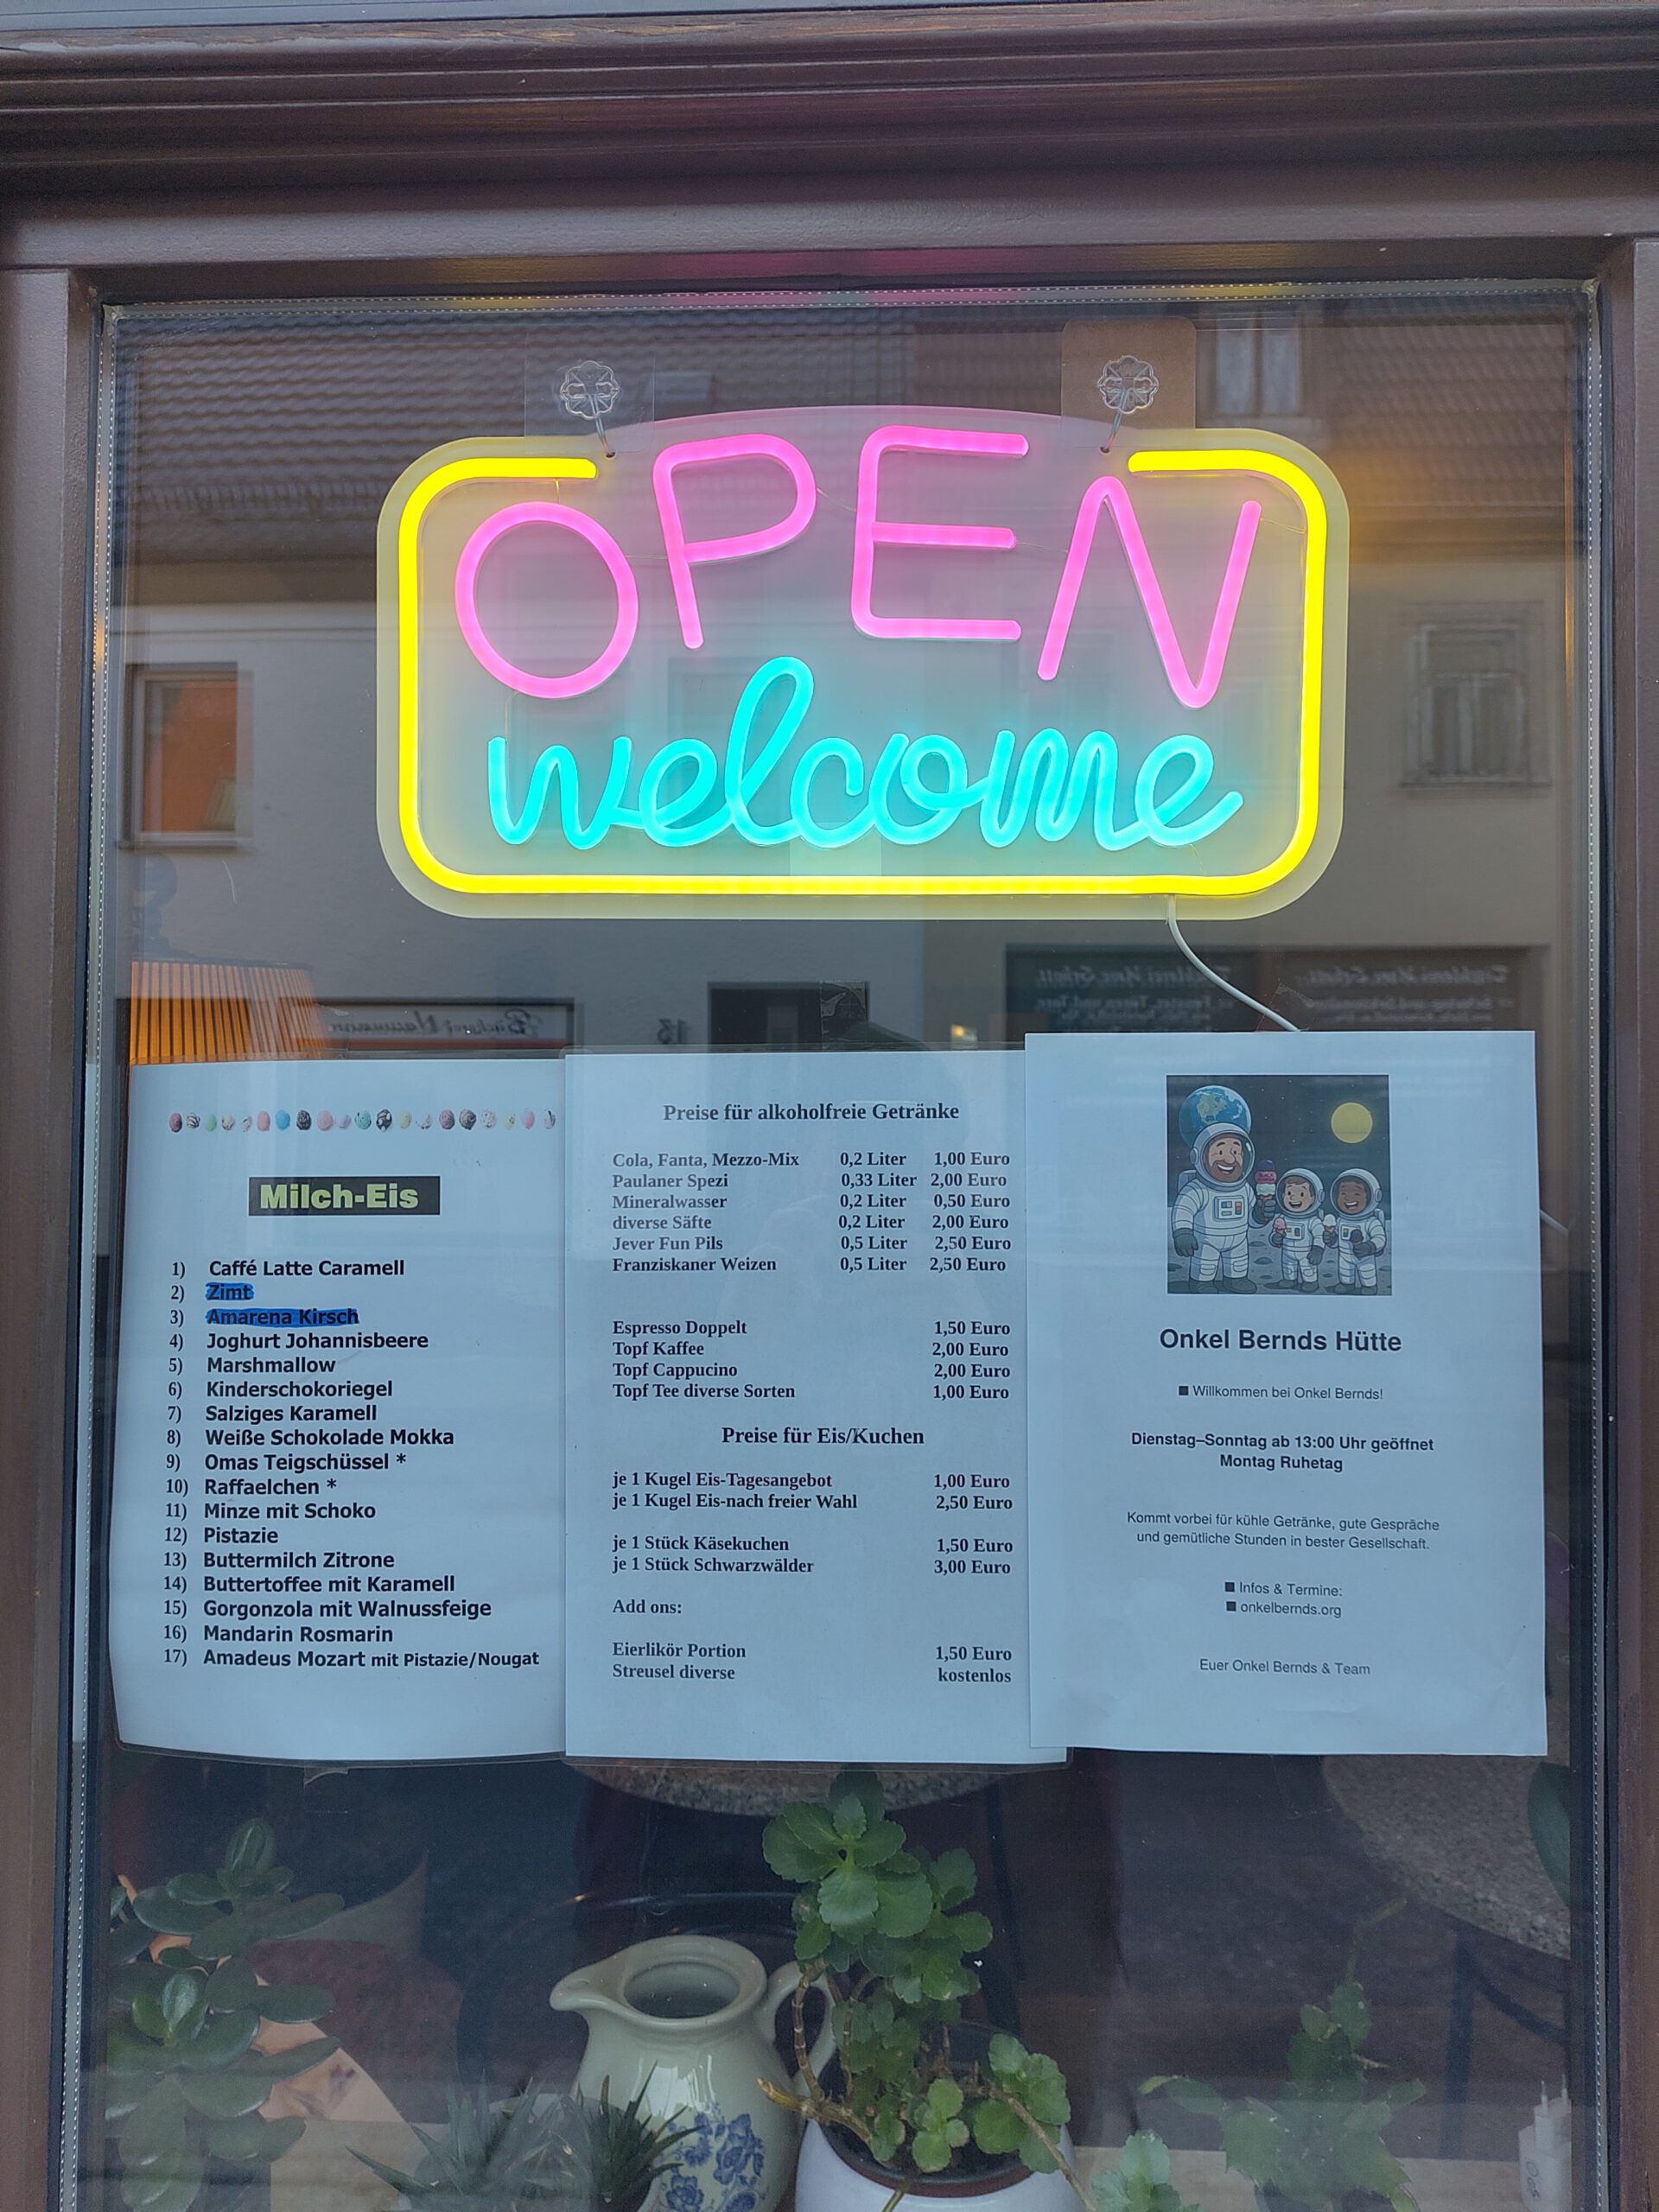 OPEN
welcome
Milch-Eis
1) Caffé Latte Caramell
2) Zimt
3) Amarena Kirsch
4) Joghurt Johannisbeere
5) Marshmallow
6) Kinderschokoriegel
7) Salziges Karamell
8) Weiße Schokolade Mokka
9) Omas Teigschüssel *
10) Raffaelchen *
11) Minze mit Schoko
12) Pistazie
13) Buttermilch Zitrone
14) Buttertoffee mit Karamell
15) Gorgonzola mit Walnussfeige
16) Mandarin Rosmarin
17) Amadeus Mozart mit Pistazie/Nougat
Preise für alkoholfreie Getränke
Cola, Fanta, Mezzo-Mix 0,2 Liter 1,00 Euro
Paulaner Spezi 0,33 Liter 2,00 Euro
Mineralwasser 0,2 Liter 0,50 Euro
diverse Säfte 0,2 Liter 2,00 Euro
Jever Fun Pils 0,5 Liter 2,50 Euro
Franziskaner Weizen 0,5 Liter 2,50 Euro
Espresso Doppelt 1,50 Euro
Topf Kaffee 2,00 Euro
Topf Cappucino 2,00 Euro
Topf Tee diverse Sorten 1,00 Euro
Preise für Eis/Kuchen
je 1 Kugel Eis-Tagesangebot 1,00 Euro
je 1 Kugel Eis-nach freier Wahl 2,50 Euro
je 1 Stück Käsekuchen 1,50 Euro
je 1 Stück Schwarzwälder 3,00 Euro
Add ons:
Eierlikör Portion 1,50 Euro
Streusel diverse kostenlos
Onkel Bernds Hütte
■ Willkommen bei Onkel Bernds!
Dienstag–Sonntag ab 13:00 Uhr geöffnet
Montag Ruhetag
Kommt vorbei für kühle Getränke, gute Gespräche
und gemütliche Stunden in bester Gesellschaft.
■ Infos & Termine:
■ onkelbernds.org
Euer Onkel Bernds & Team